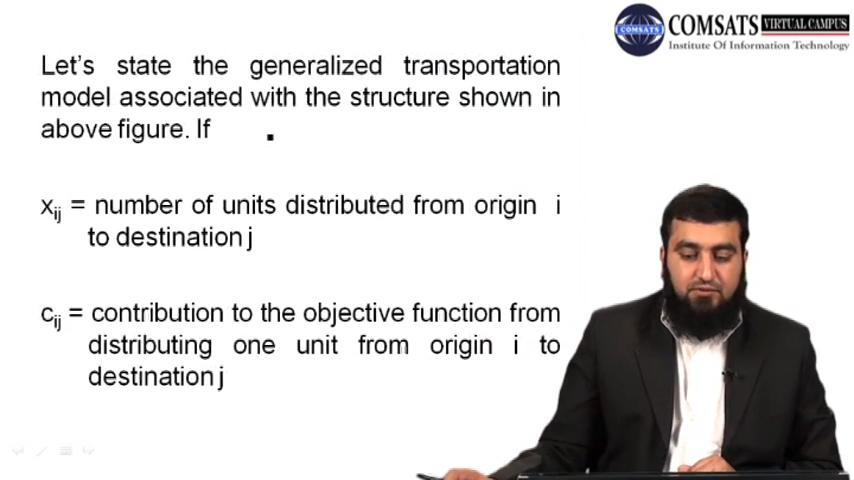 COMSATS
COMSATS VIRTUAL CAMPUS
Institute Of Information Technology
Let's state the generalized transportation
model associated with the structure shown in
above figure. If
xij = number of units distributed from origin i
to destination j
cij = contribution to the objective function from
distributing one unit from origin i to
destination j